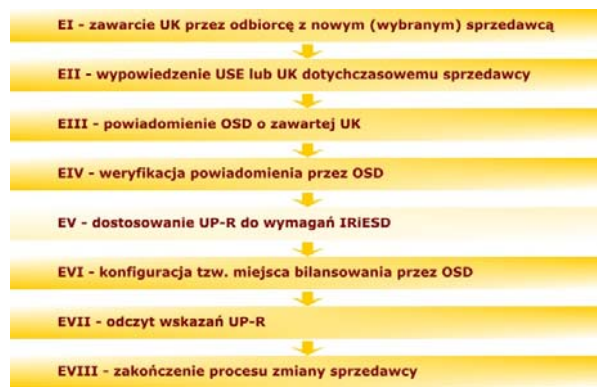 EI - zawarcie UK przez odbiorcę z nowym (wybranym) sprzedawcą
EII - wypowiedzenie USE lub UK dotychczasowemu sprzedawcy
EIII - powiadomienie OSD o zawartej UK
EIV - weryfikacja powiadomienia przez OSD
EV - dostosowanie UP-R do wymagań IRiESD
EVI - konfiguracja tzw. miejsca bilansowania przez OSD
EVII - odczyt wskazań UP-R
EVIII - zakończenie procesu zmiany sprzedawcy